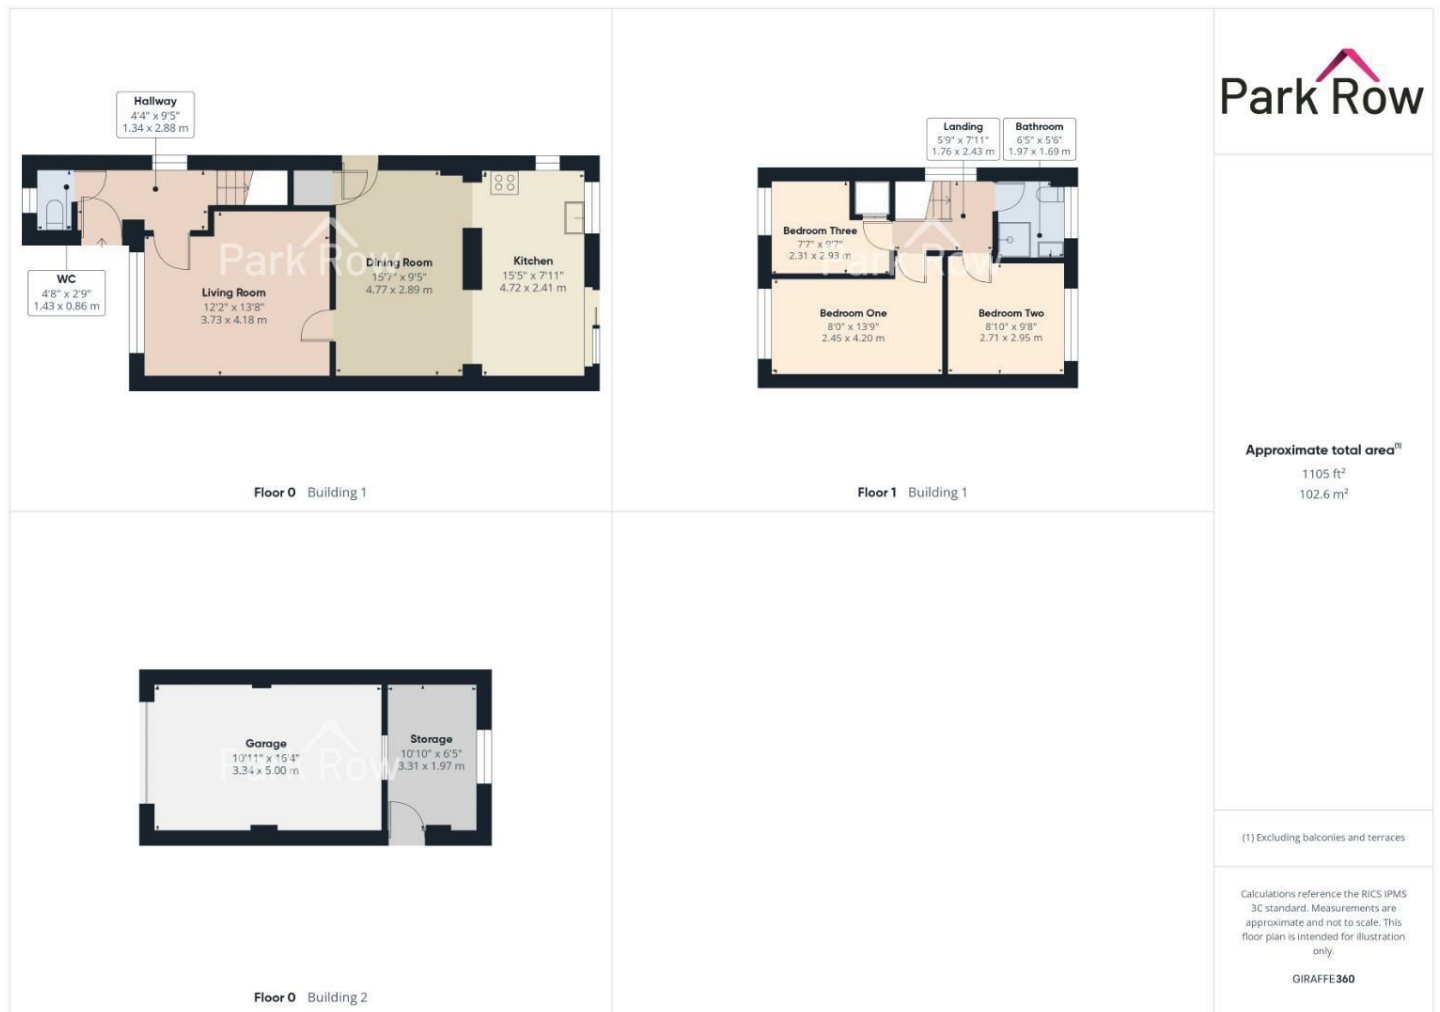 Hallway
4'4" x 9'5"
1.34 x 2.88 m
WC
4'8" x 2'9"
1.43 x 0.86 m
Living Room
12'2" x 13'8"
3.73 x 4.18 m
Dining Room
15'7" x 9'5"
4.77 x 2.89 m
Kitchen
15'5" x 7'11"
4.72 x 2.41 m
Park Row
Floor 0 Building 1
Landing
5'9" x 7'11"
1.76 x 2.43 m
Bathroom
6'5" x 5'6"
1.97 x 1.69 m
Bedroom Three
7'7" x 9'7"
2.31 x 2.93 m
Bedroom One
8'0" x 13'9"
2.45 x 4.20 m
Bedroom Two
8'10" x 9'8"
2.71 x 2.95 m
Park Row
Floor 1 Building 1
Garage
10'11" x 16'4"
3.34 x 5.00 m
Storage
10'10" x 6'5"
3.31 x 1.97 m
Park Row
Floor 0 Building 2
Park Row
Approximate total area(1)
1105 ft²
102.6 m²
(1) Excluding balconies and terraces
Calculations reference the RICS IPMS
3C standard. Measurements are
approximate and not to scale. This
floor plan is intended for illustration
only.
GIRAFFE360